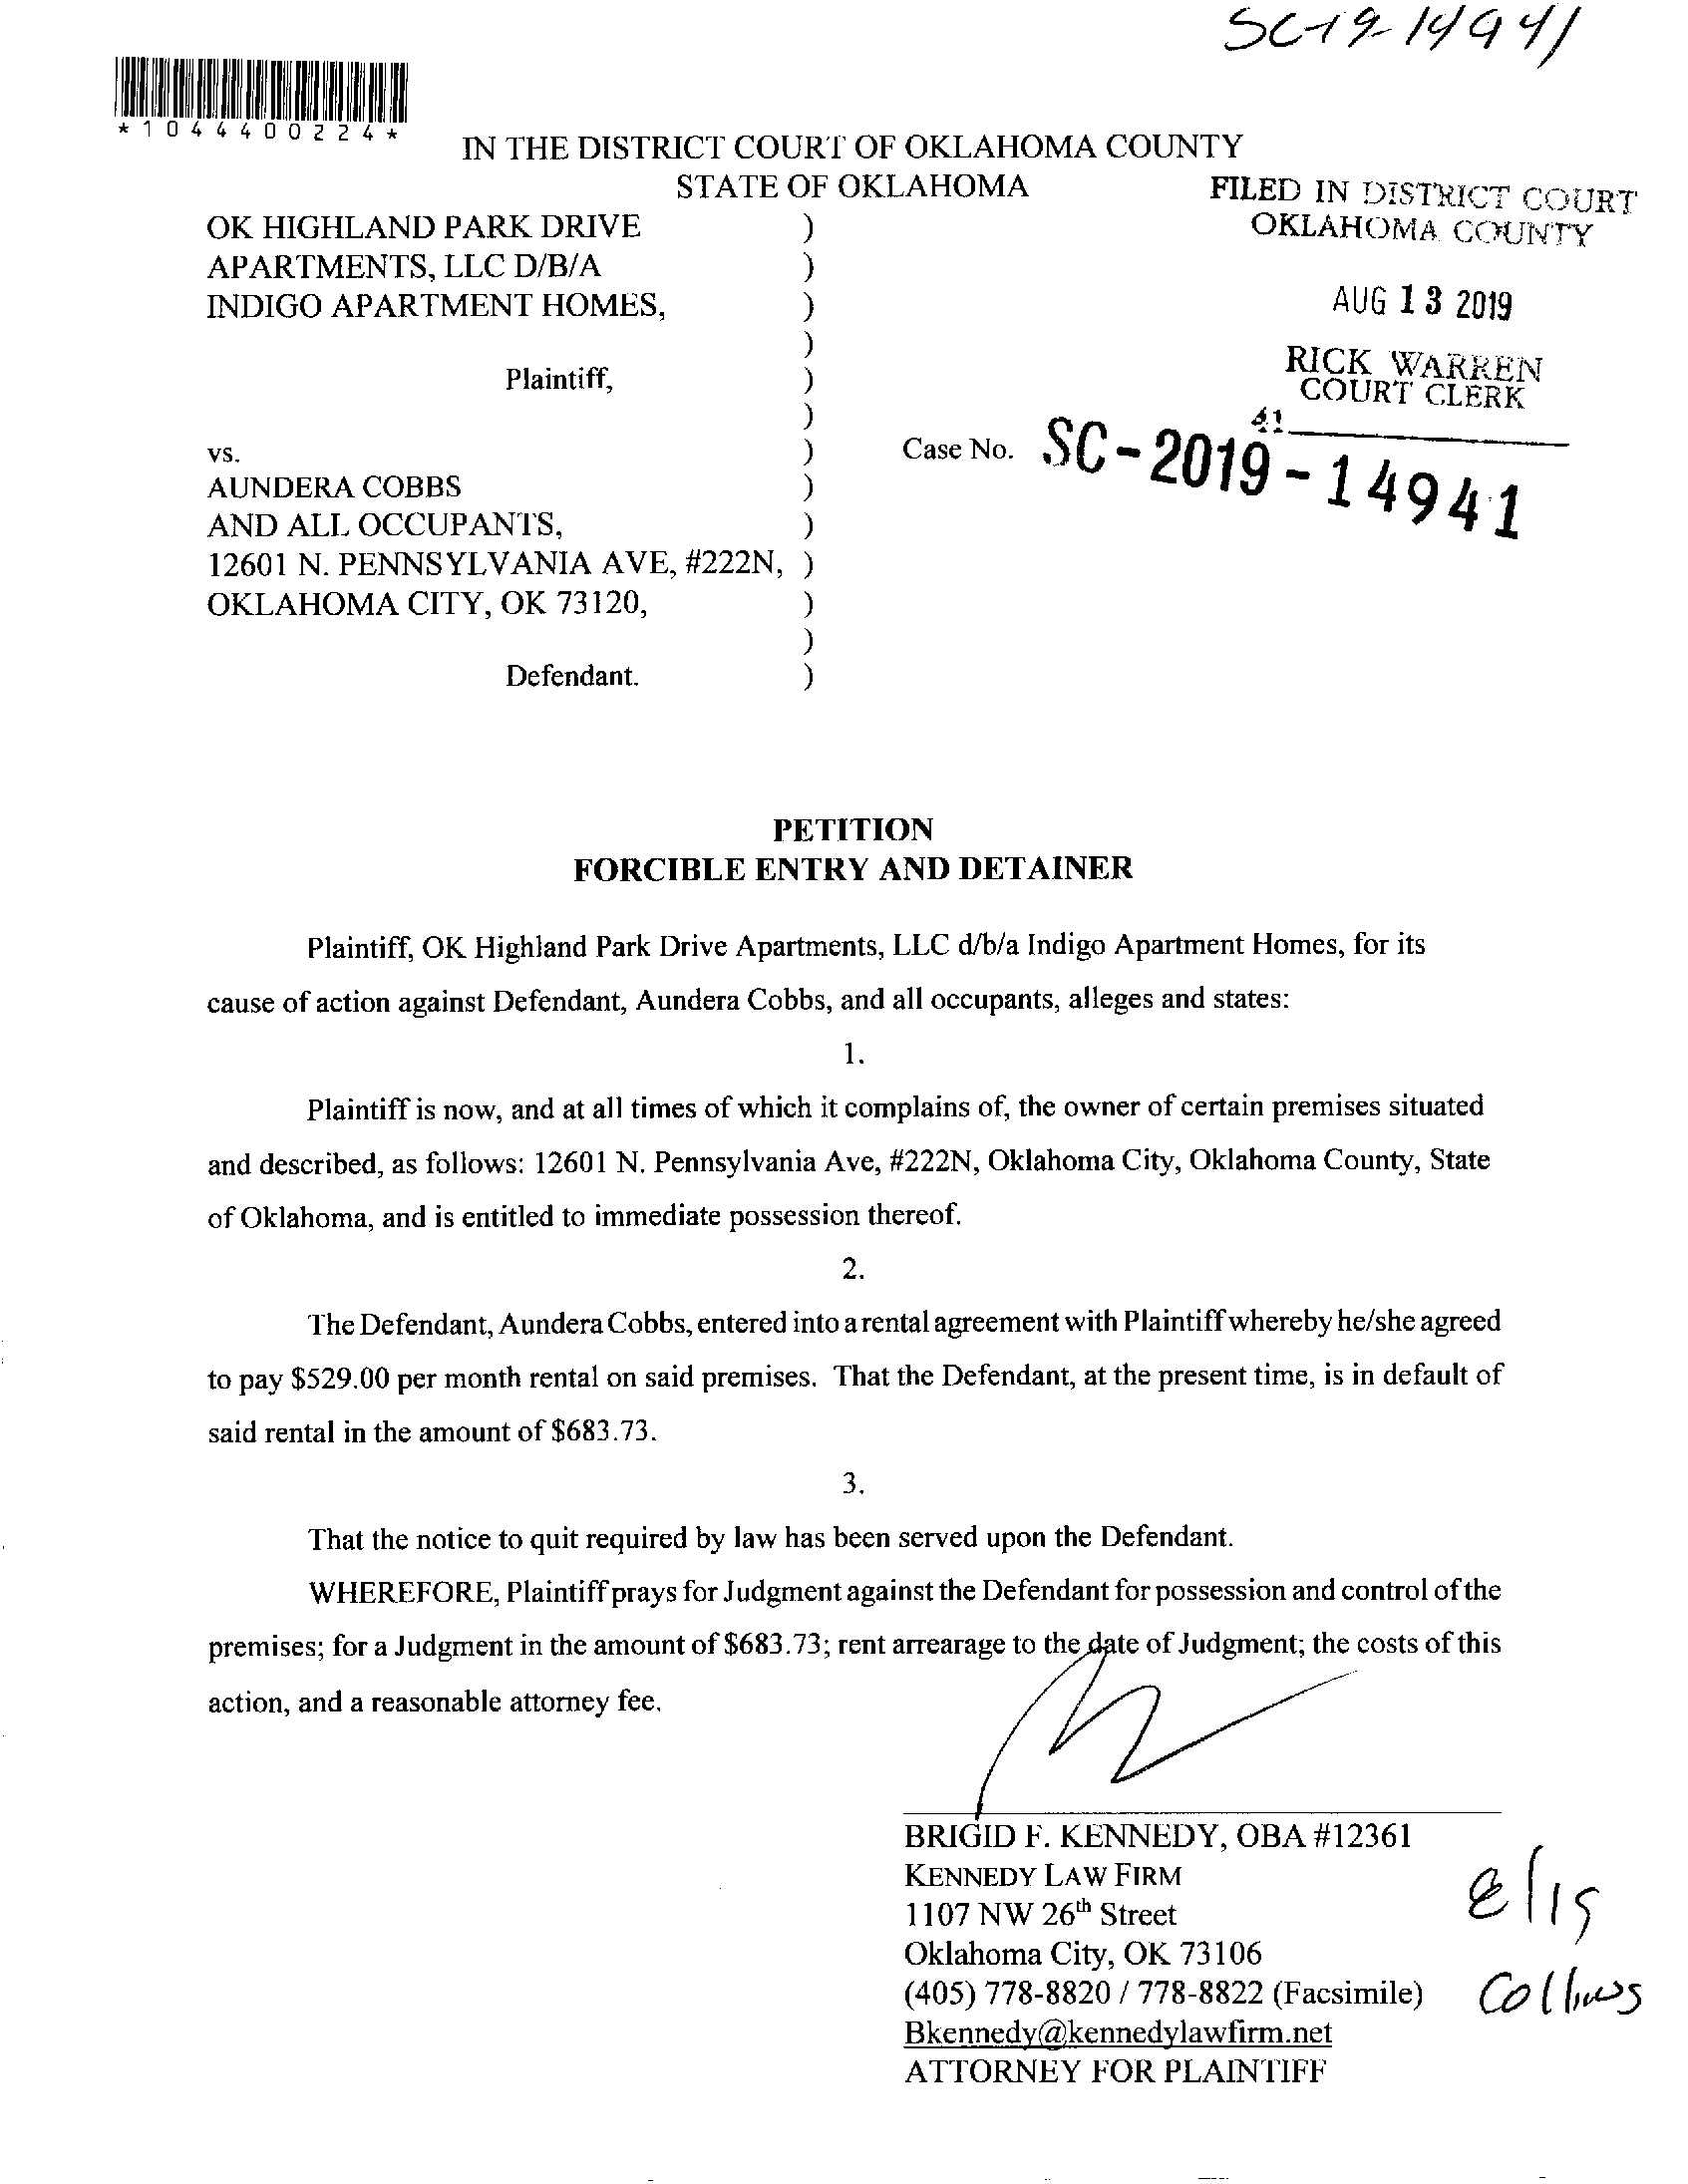 SC-19-14941
*1044400224*
IN THE DISTRICT COURT OF OKLAHOMA COUNTY
STATE OF OKLAHOMA
FILED IN DISTRICT COURT
OKLAHOMA COUNTY
AUG 13 2019
RICK WARREN
COURT CLERK
41
OK HIGHLAND PARK DRIVE )
APARTMENTS, LLC D/B/A )
INDIGO APARTMENT HOMES, )
)
Plaintiff, )
)
vs. ) Case No. SC-2019-14941
AUNDERA COBBS )
AND ALL OCCUPANTS, )
12601 N. PENNSYLVANIA AVE, #222N, )
OKLAHOMA CITY, OK 73120, )
)
Defendant. )
PETITION
FORCIBLE ENTRY AND DETAINER
Plaintiff, OK Highland Park Drive Apartments, LLC d/b/a Indigo Apartment Homes, for its
cause of action against Defendant, Aundera Cobbs, and all occupants, alleges and states:
1.
Plaintiff is now, and at all times of which it complains of, the owner of certain premises situated
and described, as follows: 12601 N. Pennsylvania Ave, #222N, Oklahoma City, Oklahoma County, State
of Oklahoma, and is entitled to immediate possession thereof.
2.
The Defendant, Aundera Cobbs, entered into a rental agreement with Plaintiff whereby he/she agreed
to pay $529.00 per month rental on said premises. That the Defendant, at the present time, is in default of
said rental in the amount of $683.73.
3.
That the notice to quit required by law has been served upon the Defendant.
WHEREFORE, Plaintiff prays for Judgment against the Defendant for possession and control of the
premises; for a Judgment in the amount of $683.73; rent arrearage to the date of Judgment; the costs of this
action, and a reasonable attorney fee.
BRIGID F. KENNEDY, OBA #12361
KENNEDY LAW FIRM
1107 NW 26th Street
Oklahoma City, OK 73106
(405) 778-8820 / 778-8822 (Facsimile)
Bkennedy@kennedylawfirm.net
ATTORNEY FOR PLAINTIFF
Collins